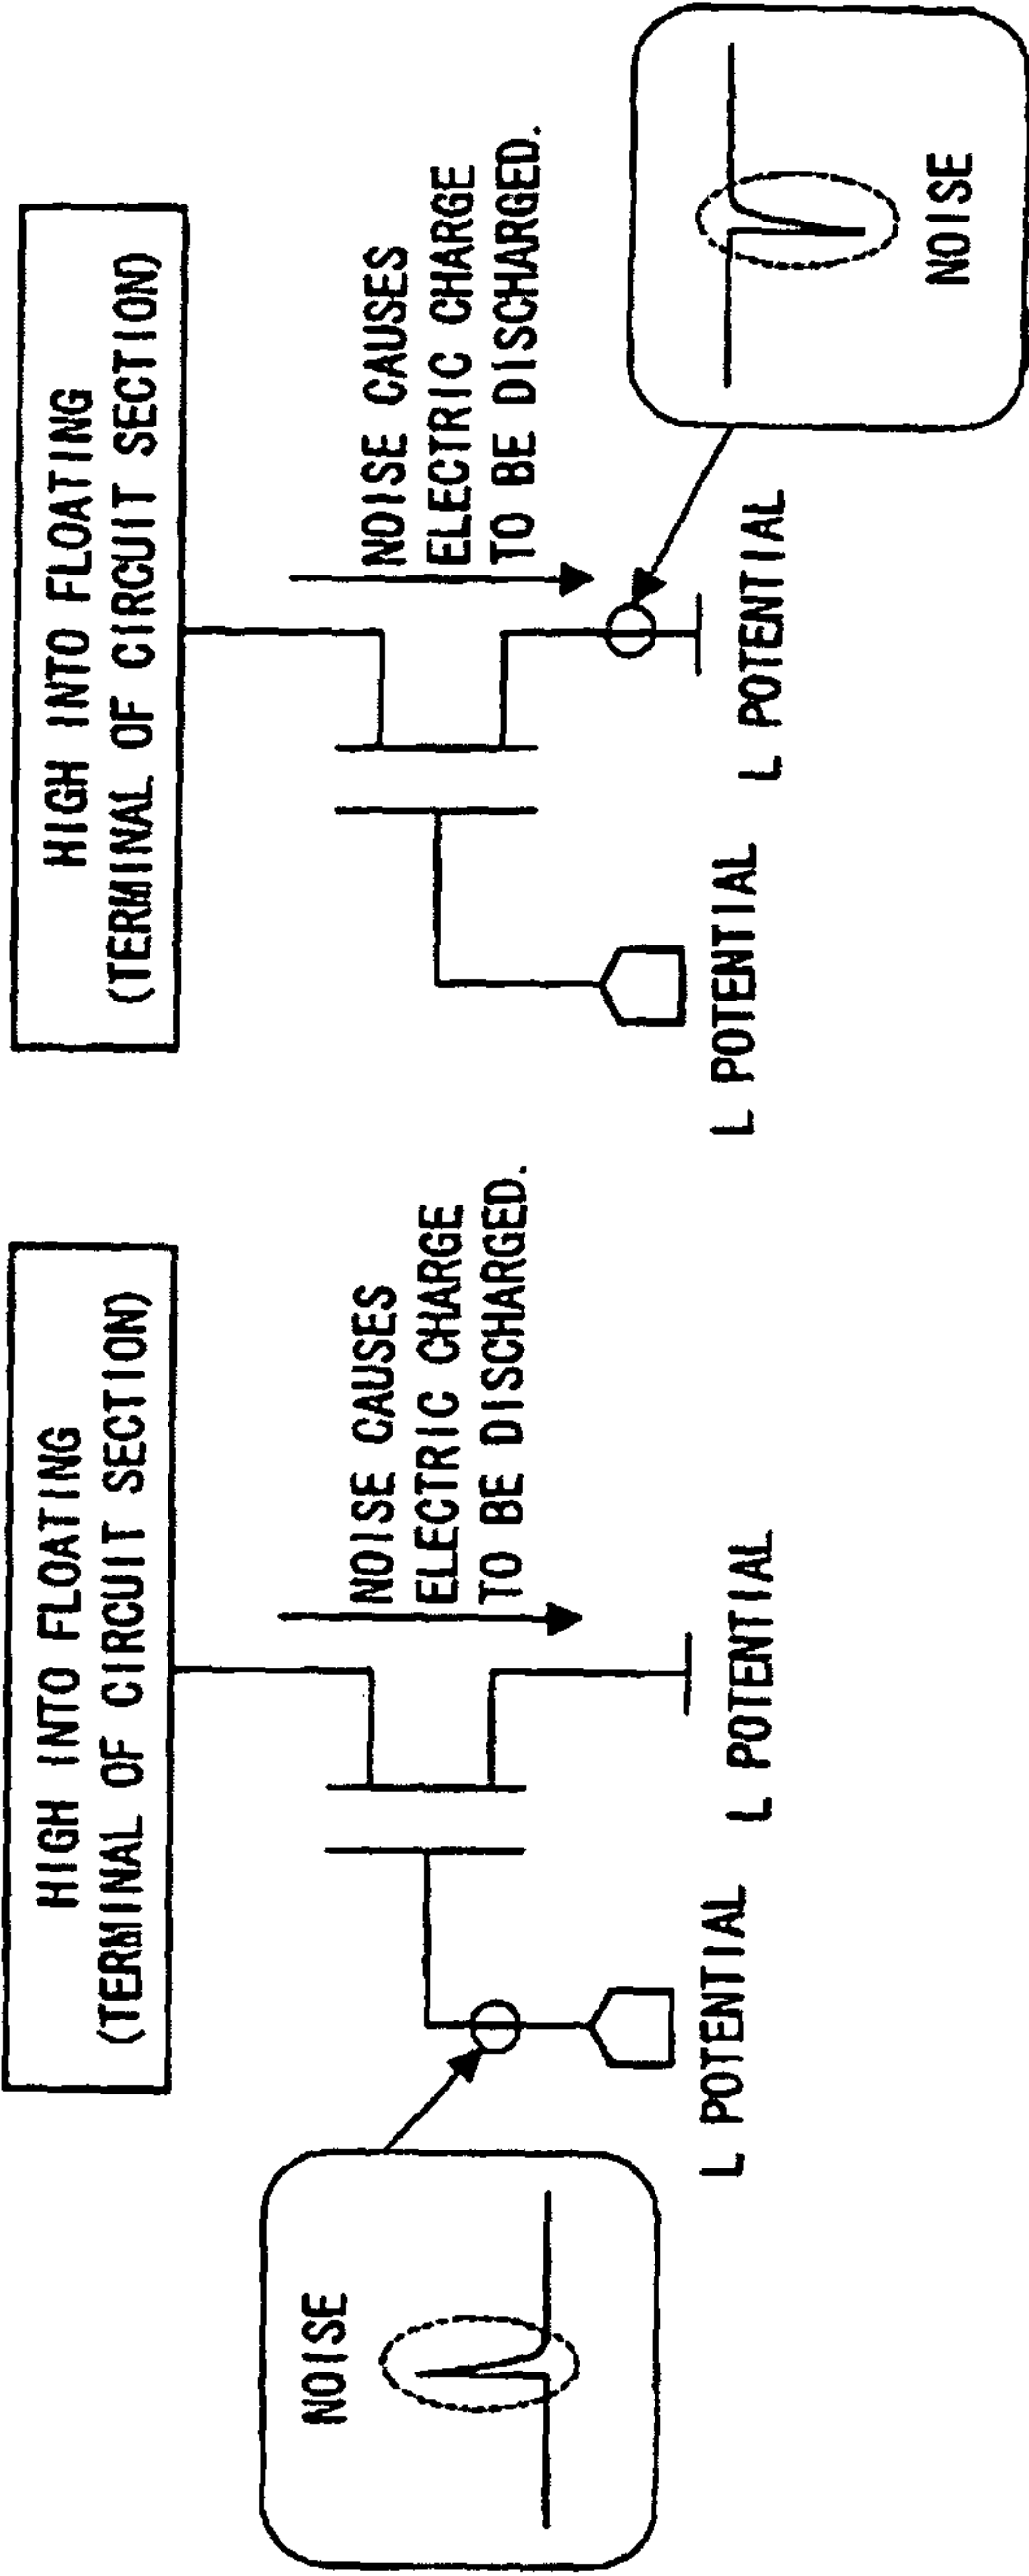 HIGH INTO FLOATING
(TERMINAL OF CIRCUIT SECTION)
NOISE
NOISE CAUSES
ELECTRIC CHARGE
TO BE DISCHARGED.
L POTENTIAL
L POTENTIAL
HIGH INTO FLOATING
(TERMINAL OF CIRCUIT SECTION)
NOISE CAUSES
ELECTRIC CHARGE
TO BE DISCHARGED.
L POTENTIAL
L POTENTIAL
NOISE